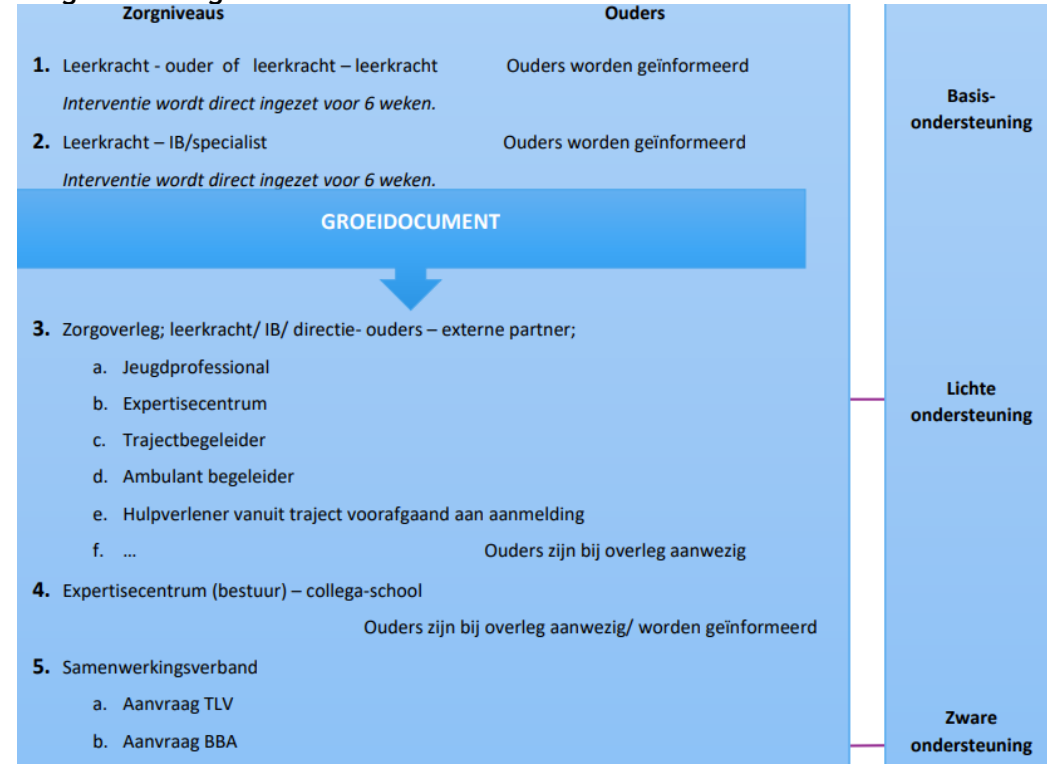 Zorgniveaus Ouders
1. Leerkracht - ouder of leerkracht – leerkracht Ouders worden geïnformeerd
Interventie wordt direct ingezet voor 6 weken.
Basis-
ondersteuning
2. Leerkracht – IB/specialist Ouders worden geïnformeerd
Interventie wordt direct ingezet voor 6 weken.
GROEIDOCUMENT
3. Zorgoverleg; leerkracht/ IB/ directie- ouders – externe partner;
a. Jeugdprofessional
b. Expertisecentrum
Lichte
ondersteuning
c. Trajectbegeleider
d. Ambulant begeleider
e. Hulpverlener vanuit traject voorafgaand aan aanmelding
f. … Ouders zijn bij overleg aanwezig
4. Expertisecentrum (bestuur) – collega-school
Ouders zijn bij overleg aanwezig/ worden geïnformeerd
5. Samenwerkingsverband
a. Aanvraag TLV
b. Aanvraag BBA
Zware
ondersteuning